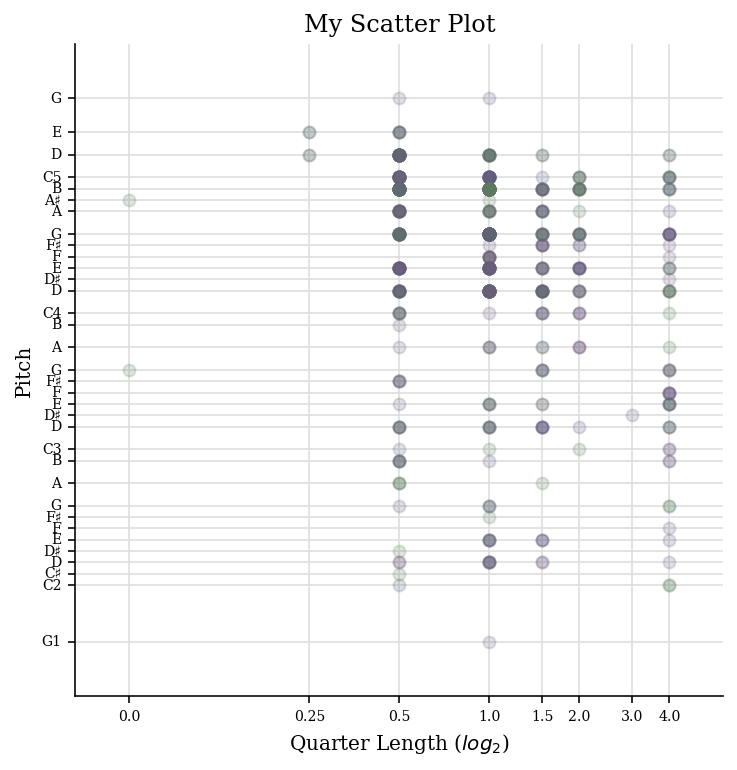 My Scatter Plot
G
E
D
C5
B
A♯
A
G
F♯
F
E
D♯
D
C4
B
A
G
F♯
F
E
D♯
D
C3
B
A
G
F♯
F
E
D♯
D
C♯
C2
G1
Pitch
0.0 0.25 0.5 1.0 1.5 2.0 3.0 4.0
Quarter Length (log₂)